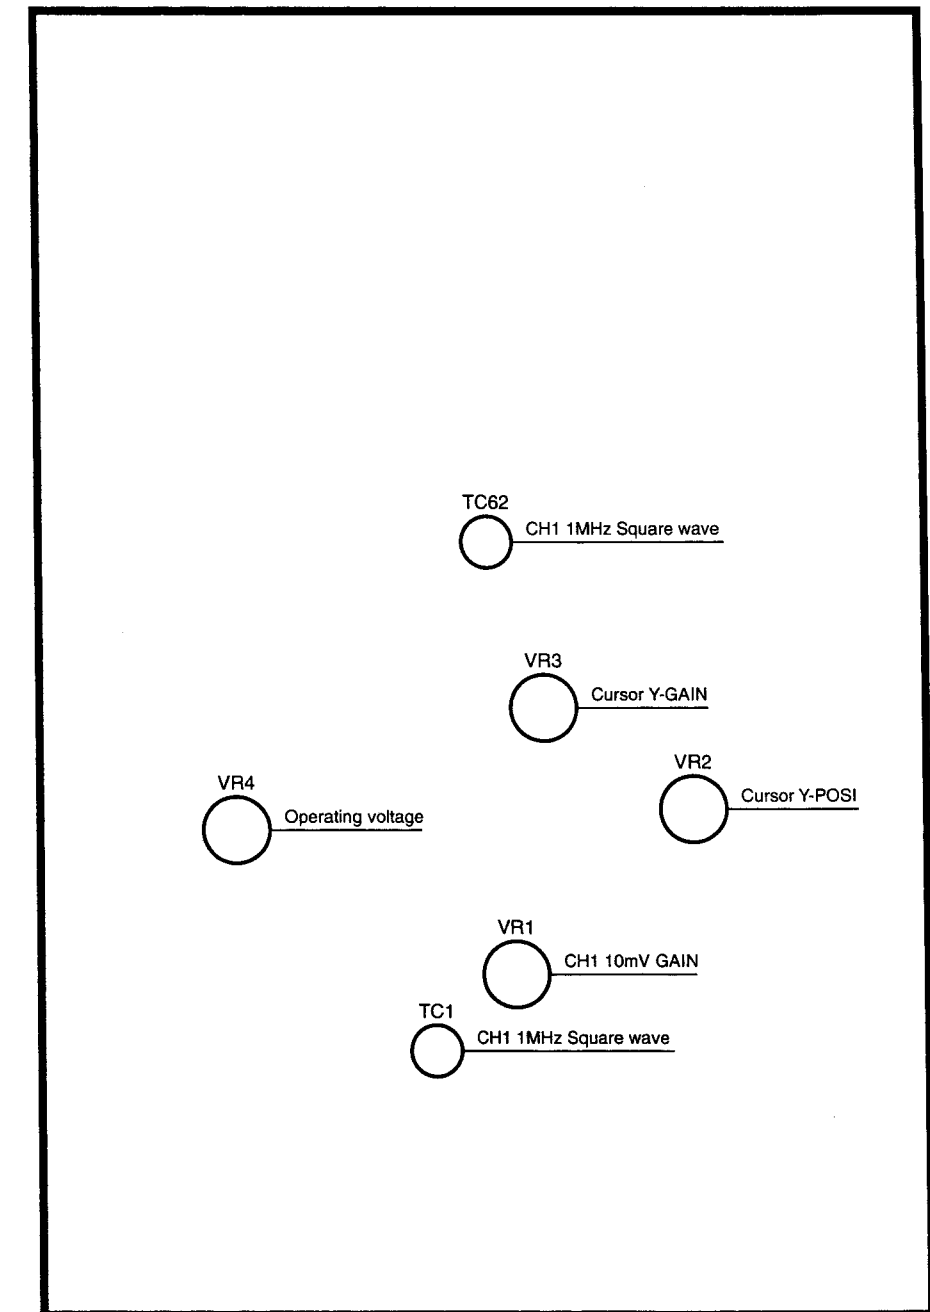 TC62
CH1 1MHz Square wave
VR3
Cursor Y-GAIN
VR2
Cursor Y-POSI
VR4
Operating voltage
VR1
CH1 10mV GAIN
TC1
CH1 1MHz Square wave